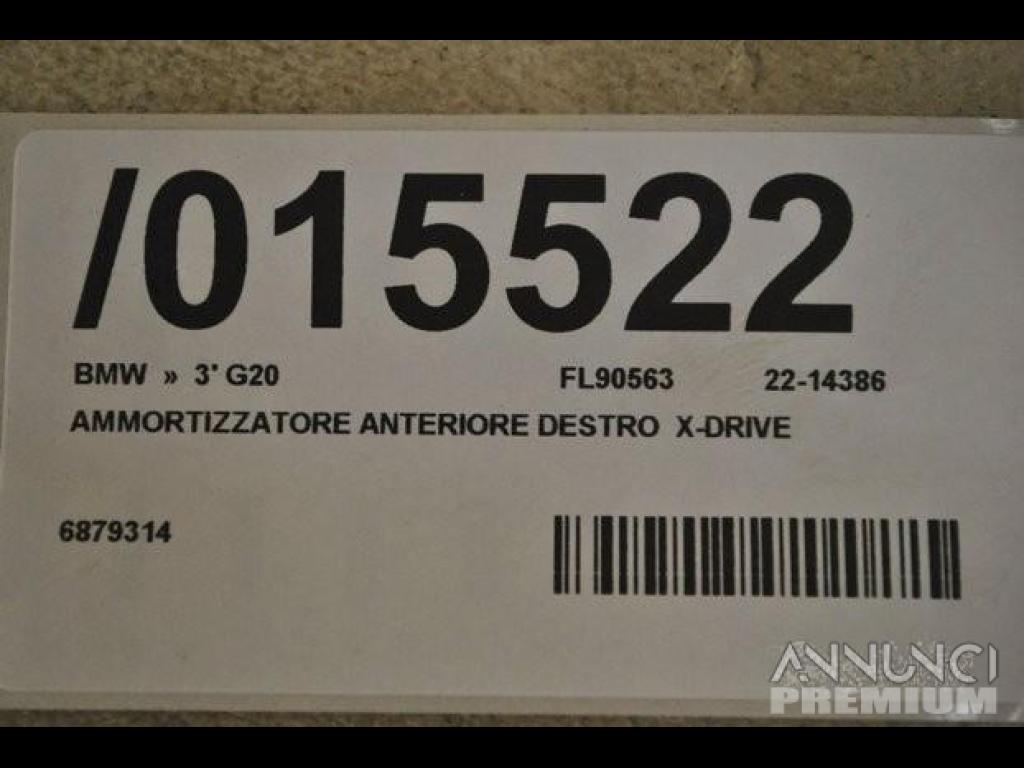 /015522
BMW » 3' G20 FL90563 22-14386
AMMORTIZZATORE ANTERIORE DESTRO X-DRIVE
6879314
ANNUNCI
PREMIUM